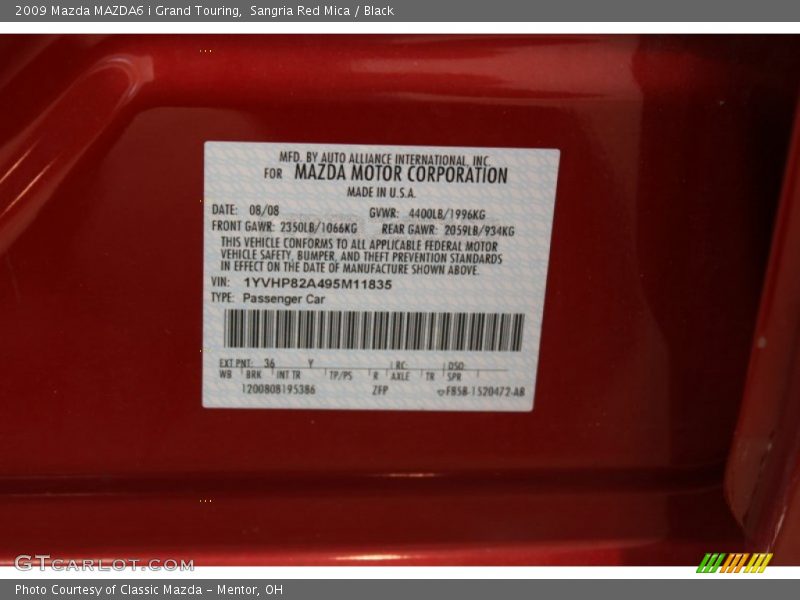 2009 Mazda MAZDA6 i Grand Touring,  Sangria Red Mica / Black
MFD. BY AUTO ALLIANCE INTERNATIONAL, INC.
FOR MAZDA MOTOR CORPORATION
MADE IN U.S.A.
DATE: 08/08 GVWR: 4400LB/1996KG
FRONT GAWR: 2350LB/1066KG REAR GAWR: 2059LB/934KG
THIS VEHICLE CONFORMS TO ALL APPLICABLE FEDERAL MOTOR
VEHICLE SAFETY, BUMPER, AND THEFT PREVENTION STANDARDS
IN EFFECT ON THE DATE OF MANUFACTURE SHOWN ABOVE.
VIN: 1YVHP82A495M11835
TYPE: Passenger Car
EXT PNT: 36 Y RC: DSO:
WB BRK INT TR TP/PS R AXLE TR SPR
1200808195386 ZFP F85B-1520472-AB
GTCARLOT.COM
Photo Courtesy of Classic Mazda - Mentor, OH